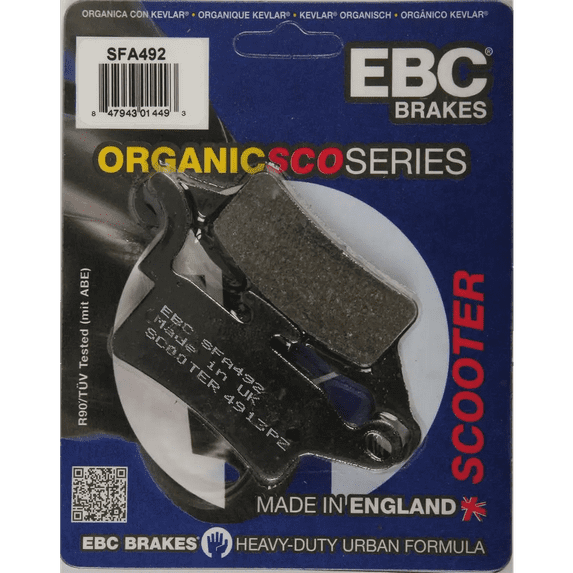 ORGANICA CON KEVLAR® - ORGANIQUE KEVLAR® - KEVLAR® ORGANISCH - ORGÁNICO KEVLAR®
SFA492
8 47943 01449 3
EBC®
BRAKES
ORGANICSCOSERIES
EBC SFA492
Made in UK
SCOOTER 4913PZ
SCOOTER
R90/TÜV Tested (mit ABE)
MADE IN ENGLAND
EBC BRAKES® HEAVY-DUTY URBAN FORMULA